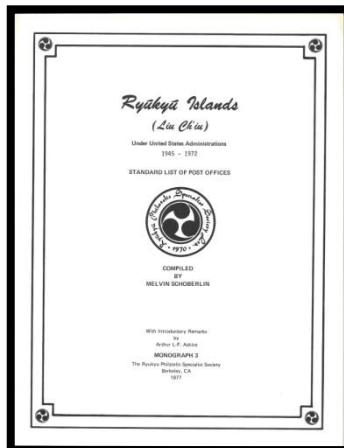 Ryūkyū Islands
(Liu Ch'iu)
Under United States Administrations
1945 - 1972
STANDARD LIST OF POST OFFICES
Ryukyu Philatelic Specialist Society, Ltd.
· 1970 ·
COMPILED
BY
MELVIN SCHOBERLIN
With Introductory Remarks
by
Arthur L-F. Askins
MONOGRAPH 3
The Ryukyu Philatelic Specialist Society
Berkeley, CA
1977